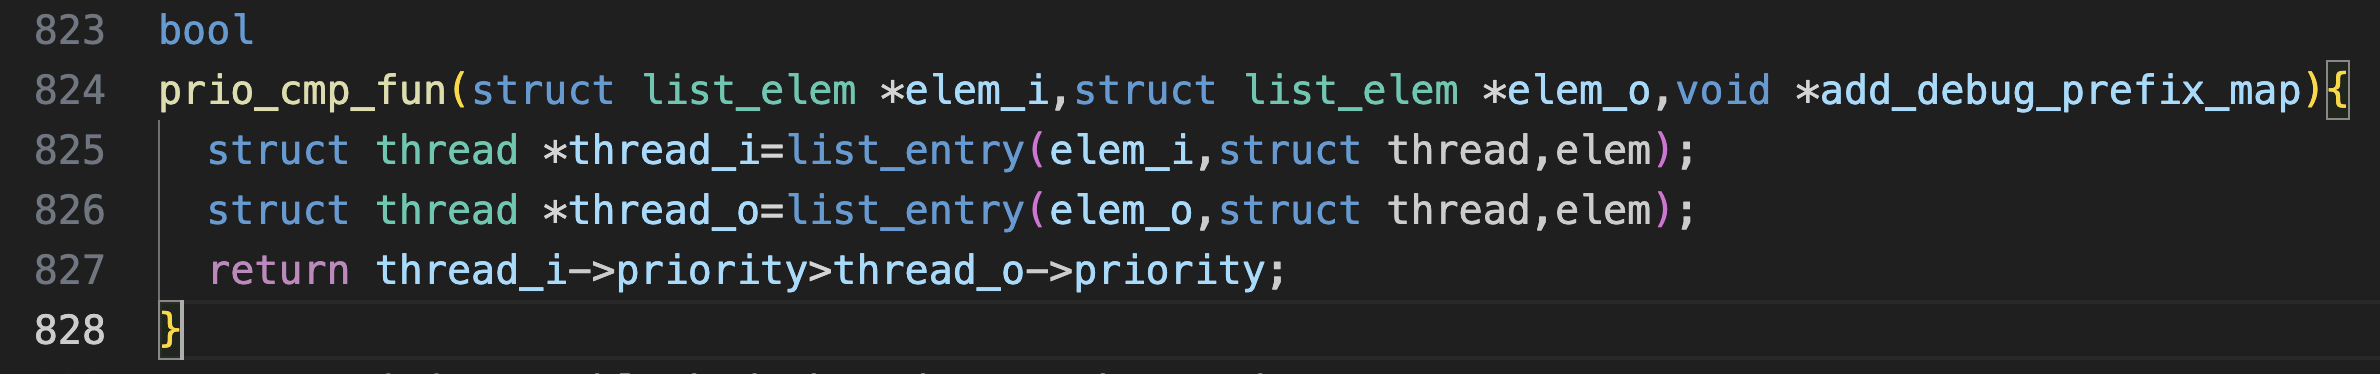 823 bool
824 prio_cmp_fun(struct list_elem *elem_i,struct list_elem *elem_o,void *add_debug_prefix_map){
825 struct thread *thread_i=list_entry(elem_i,struct thread,elem);
826 struct thread *thread_o=list_entry(elem_o,struct thread,elem);
827 return thread_i->priority>thread_o->priority;
828 }